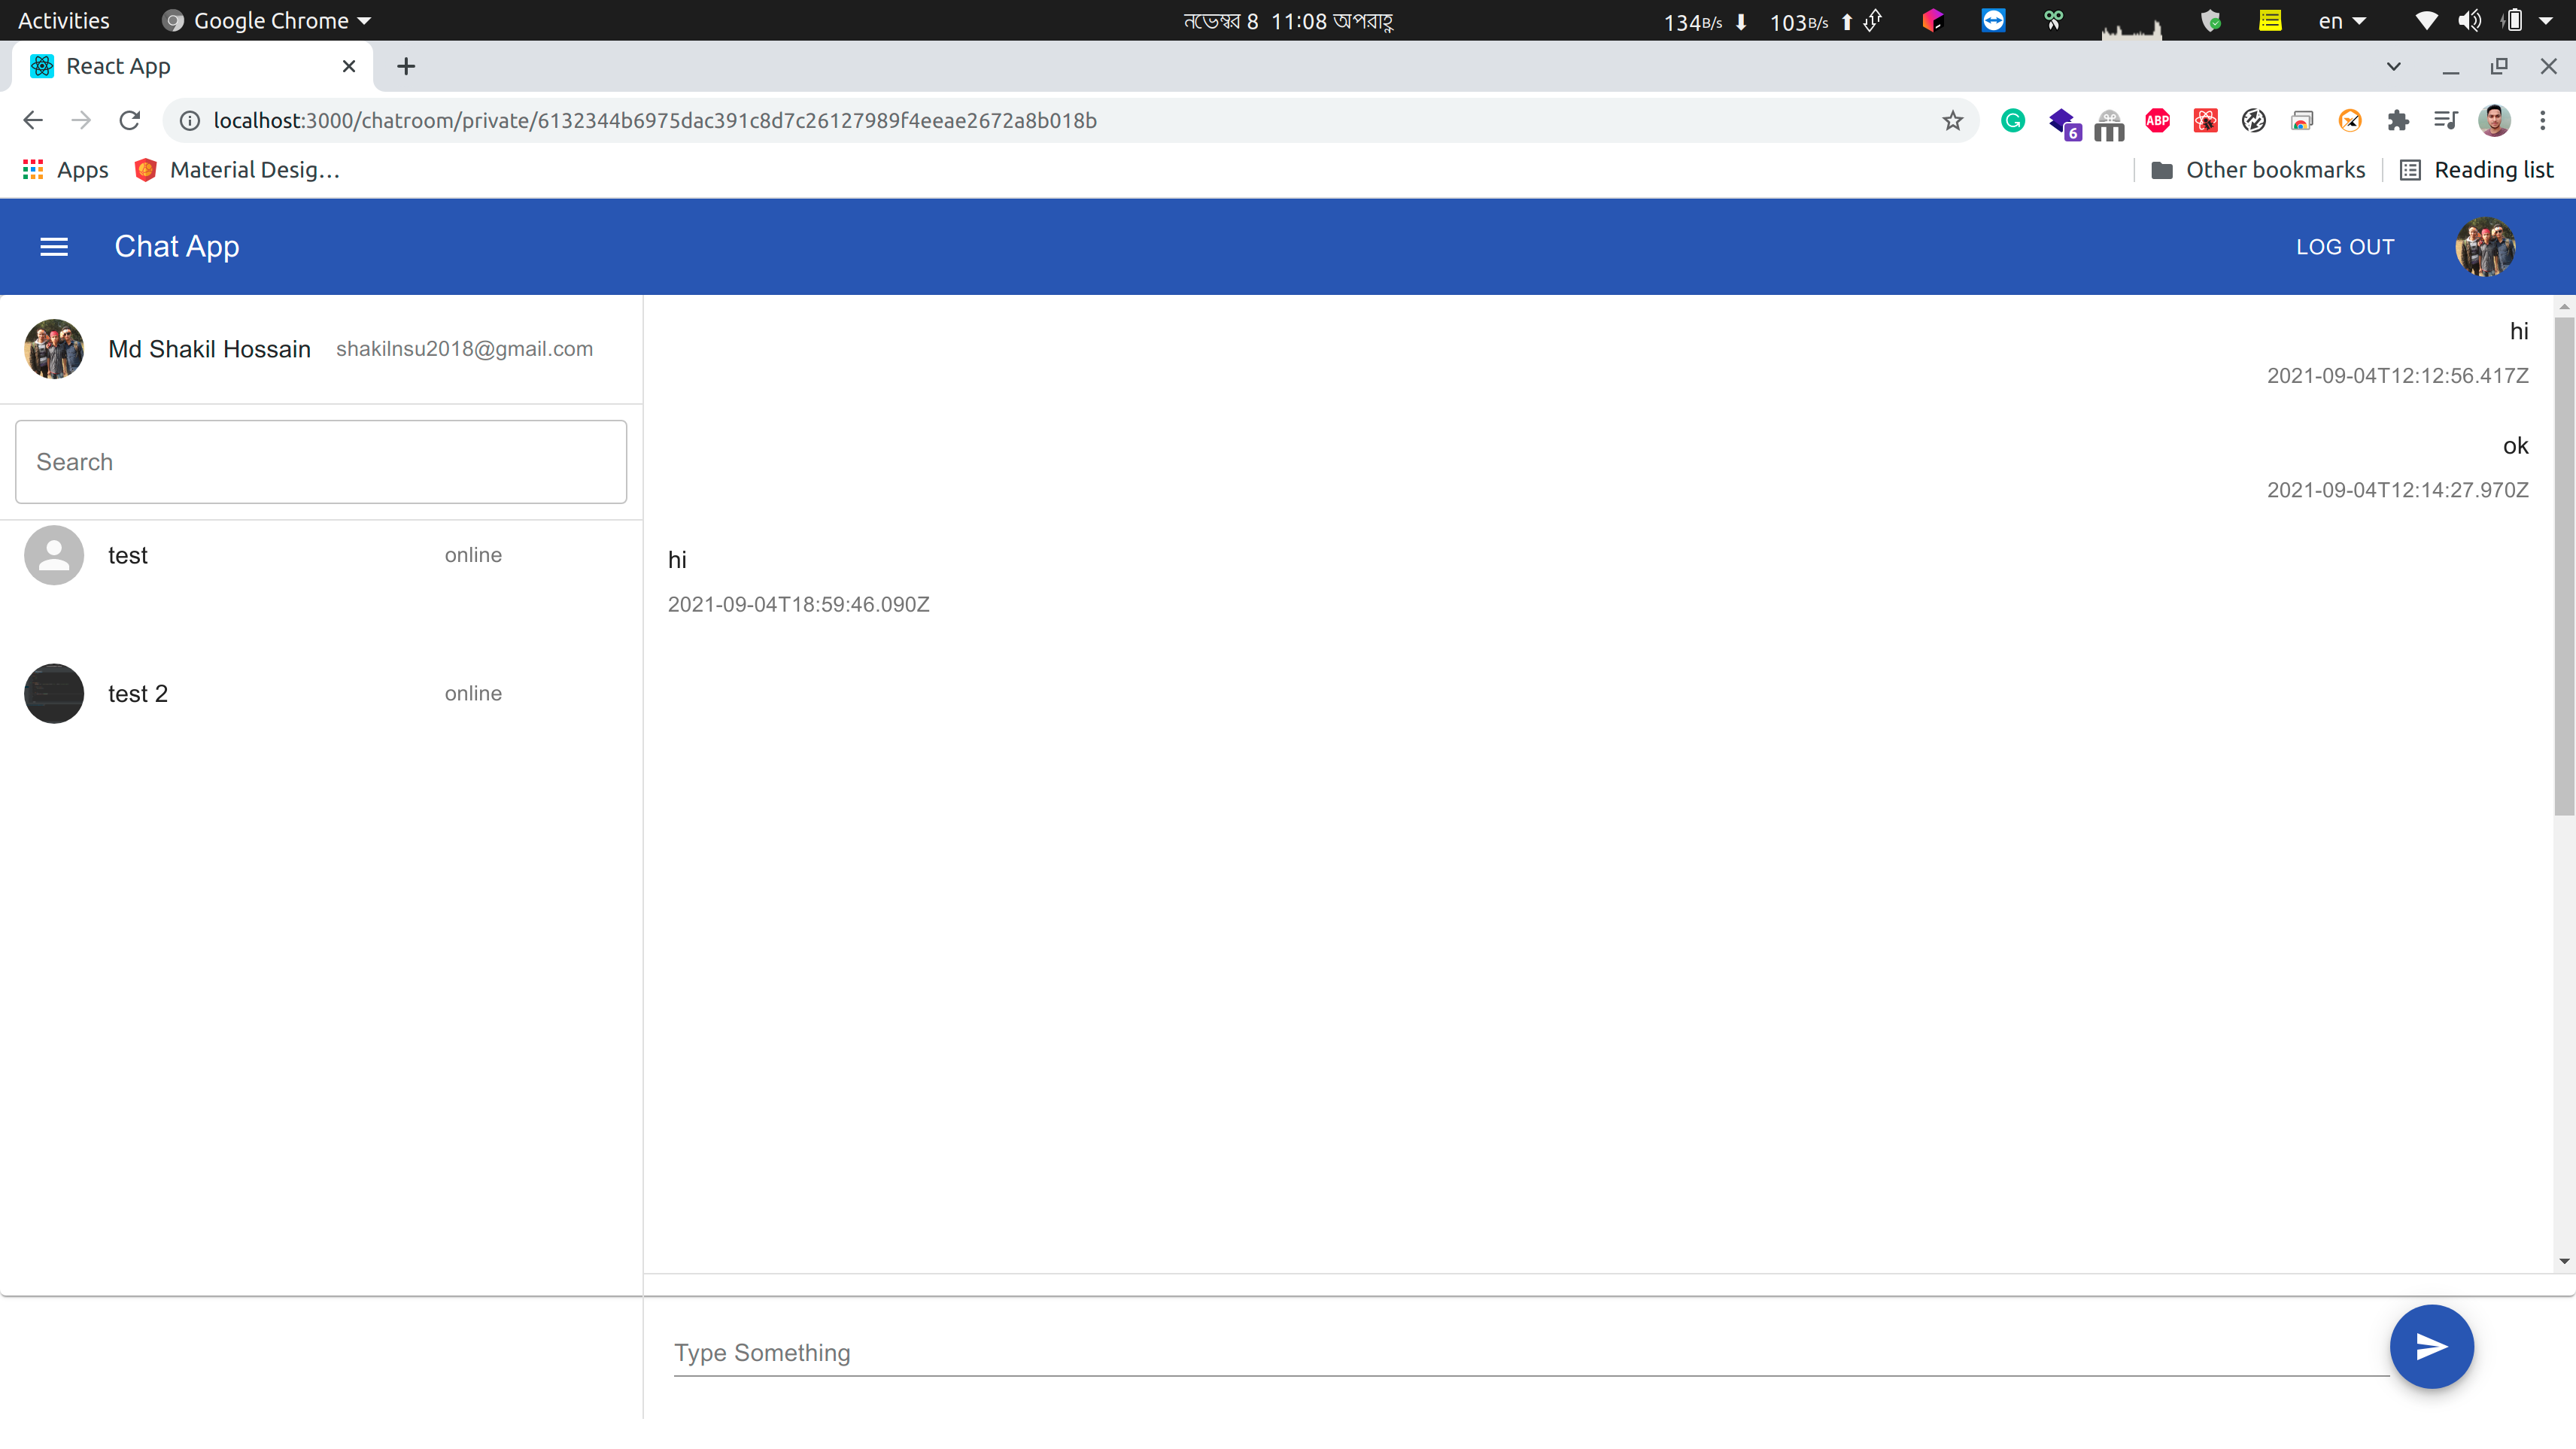 Activities Google Chrome নভেম্বর 8 11:08 অপরাহ্ণ 134B/s 103B/s en
React App
localhost:3000/chatroom/private/6132344b6975dac391c8d7c26127989f4eeae2672a8b018b 6 ABP
Apps Material Desig… Other bookmarks Reading list
Chat App LOG OUT
Md Shakil Hossain shakilnsu2018@gmail.com
Search
test online
test 2 online
hi
2021-09-04T12:12:56.417Z
ok
2021-09-04T12:14:27.970Z
hi
2021-09-04T18:59:46.090Z
Type Something